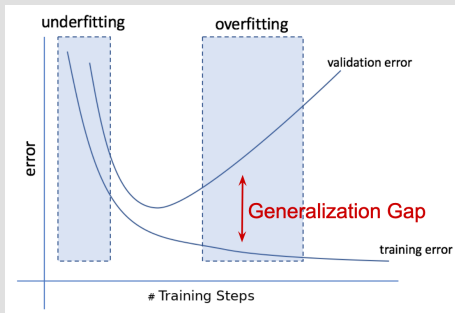 underfitting
overfitting
validation error
error
Generalization Gap
training error
# Training Steps